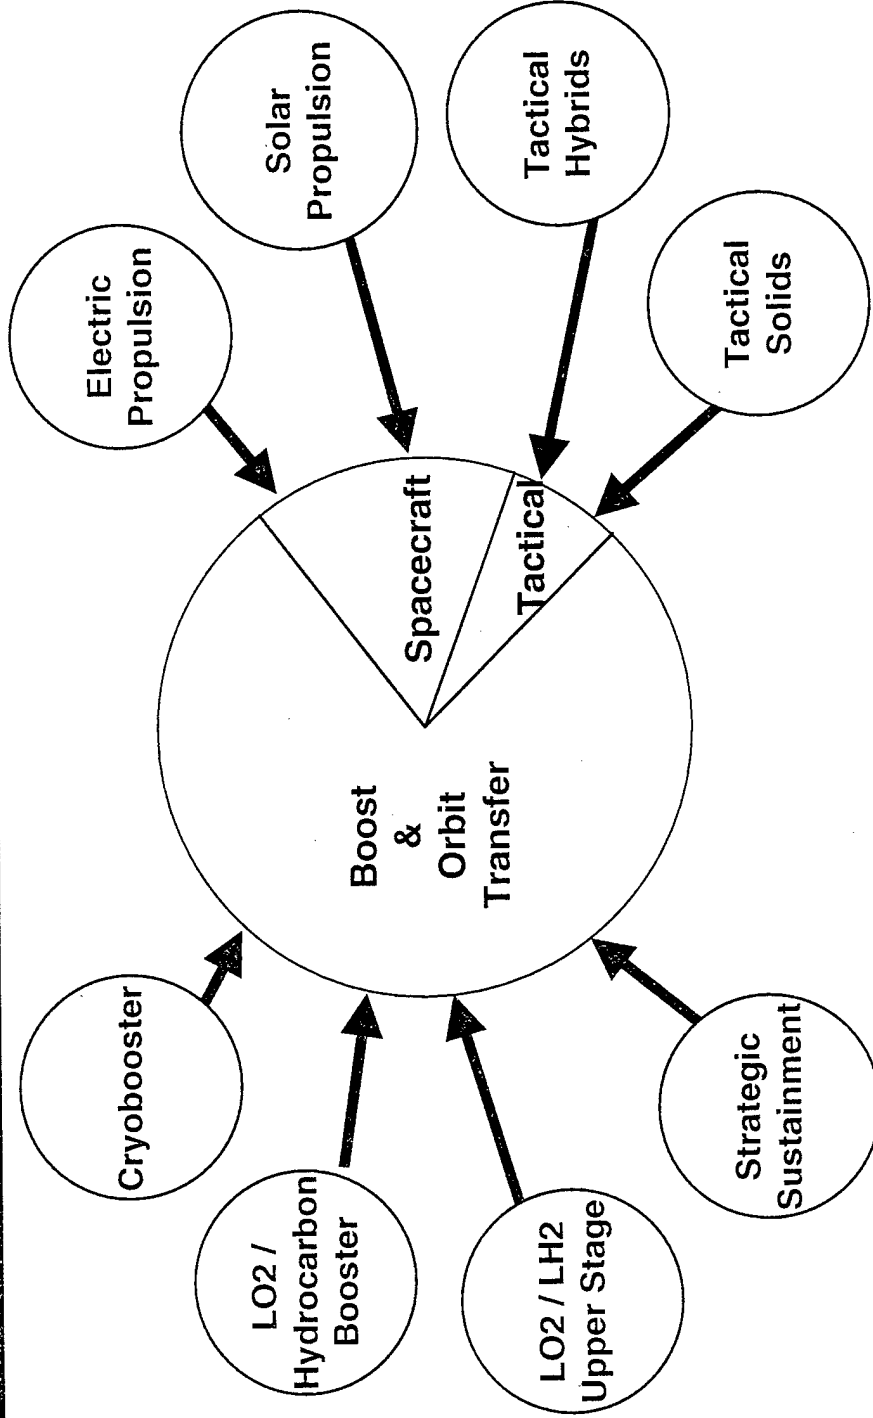 Cryobooster
LO2 /
Hydrocarbon
Booster
LO2 / LH2
Upper Stage
Strategic
Sustainment
Boost
&
Orbit
Transfer
Spacecraft
Tactical
Electric
Propulsion
Solar
Propulsion
Tactical
Hybrids
Tactical
Solids